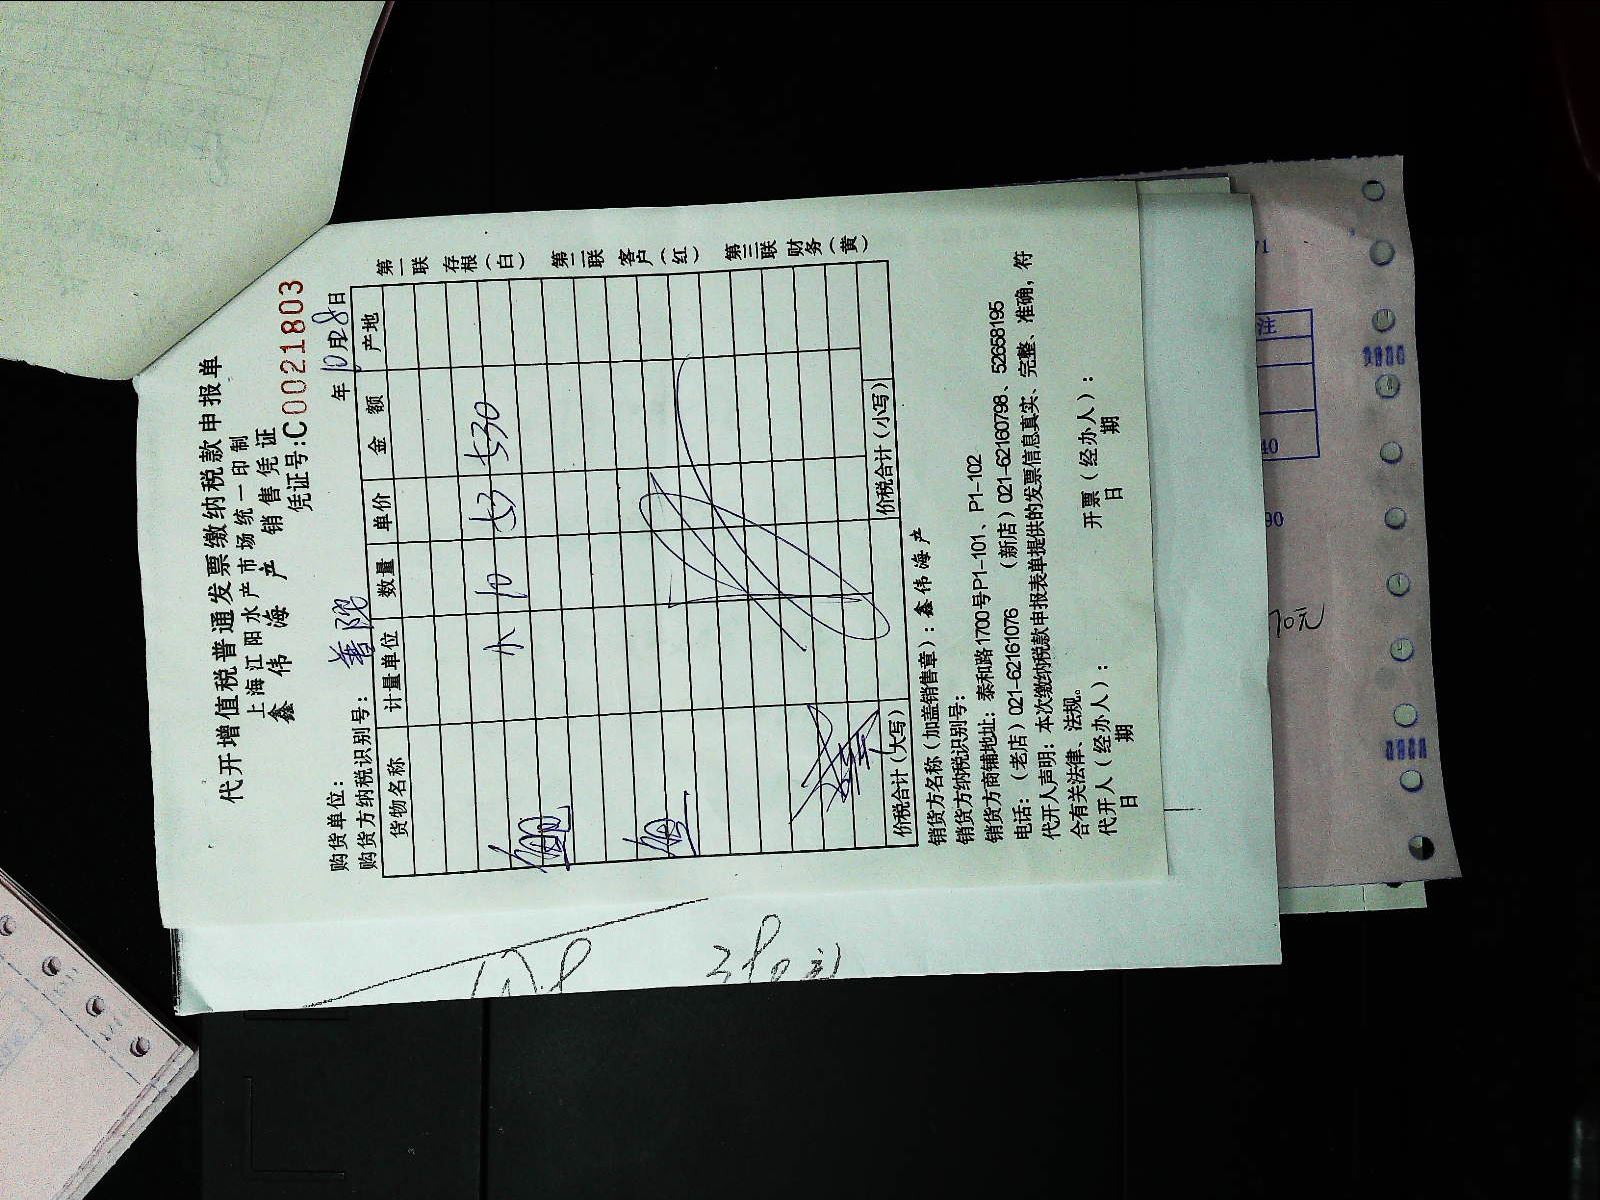 代开增值税普通发票缴纳税款申报单
上海江阳水产市场统一印制
鑫伟海产 销售凭证
凭证号:C0021803
购货单位:
年 10月28日
购货方纳税识别号:
货物名称 计量单位 数量 单价 金额 产地
10 53 530
价税合计(大写) 价税合计(小写)
第一联 存根(白) 第二联 客户(红) 第三联 财务(黄)
销货方名称(加盖销售章):鑫伟海产
销货方纳税识别号:
销货方商铺地址:泰和路1700号P1-101、P1-102
电话:(老店)021-62161076 (新店)021-62160798、52658195
代开人声明:本次缴纳税款申报表单提供的发票信息真实、完整、准确,符
合有关法律、法规。
代开人(经办人): 开票(经办人):
日 期 日 期
注
40
90